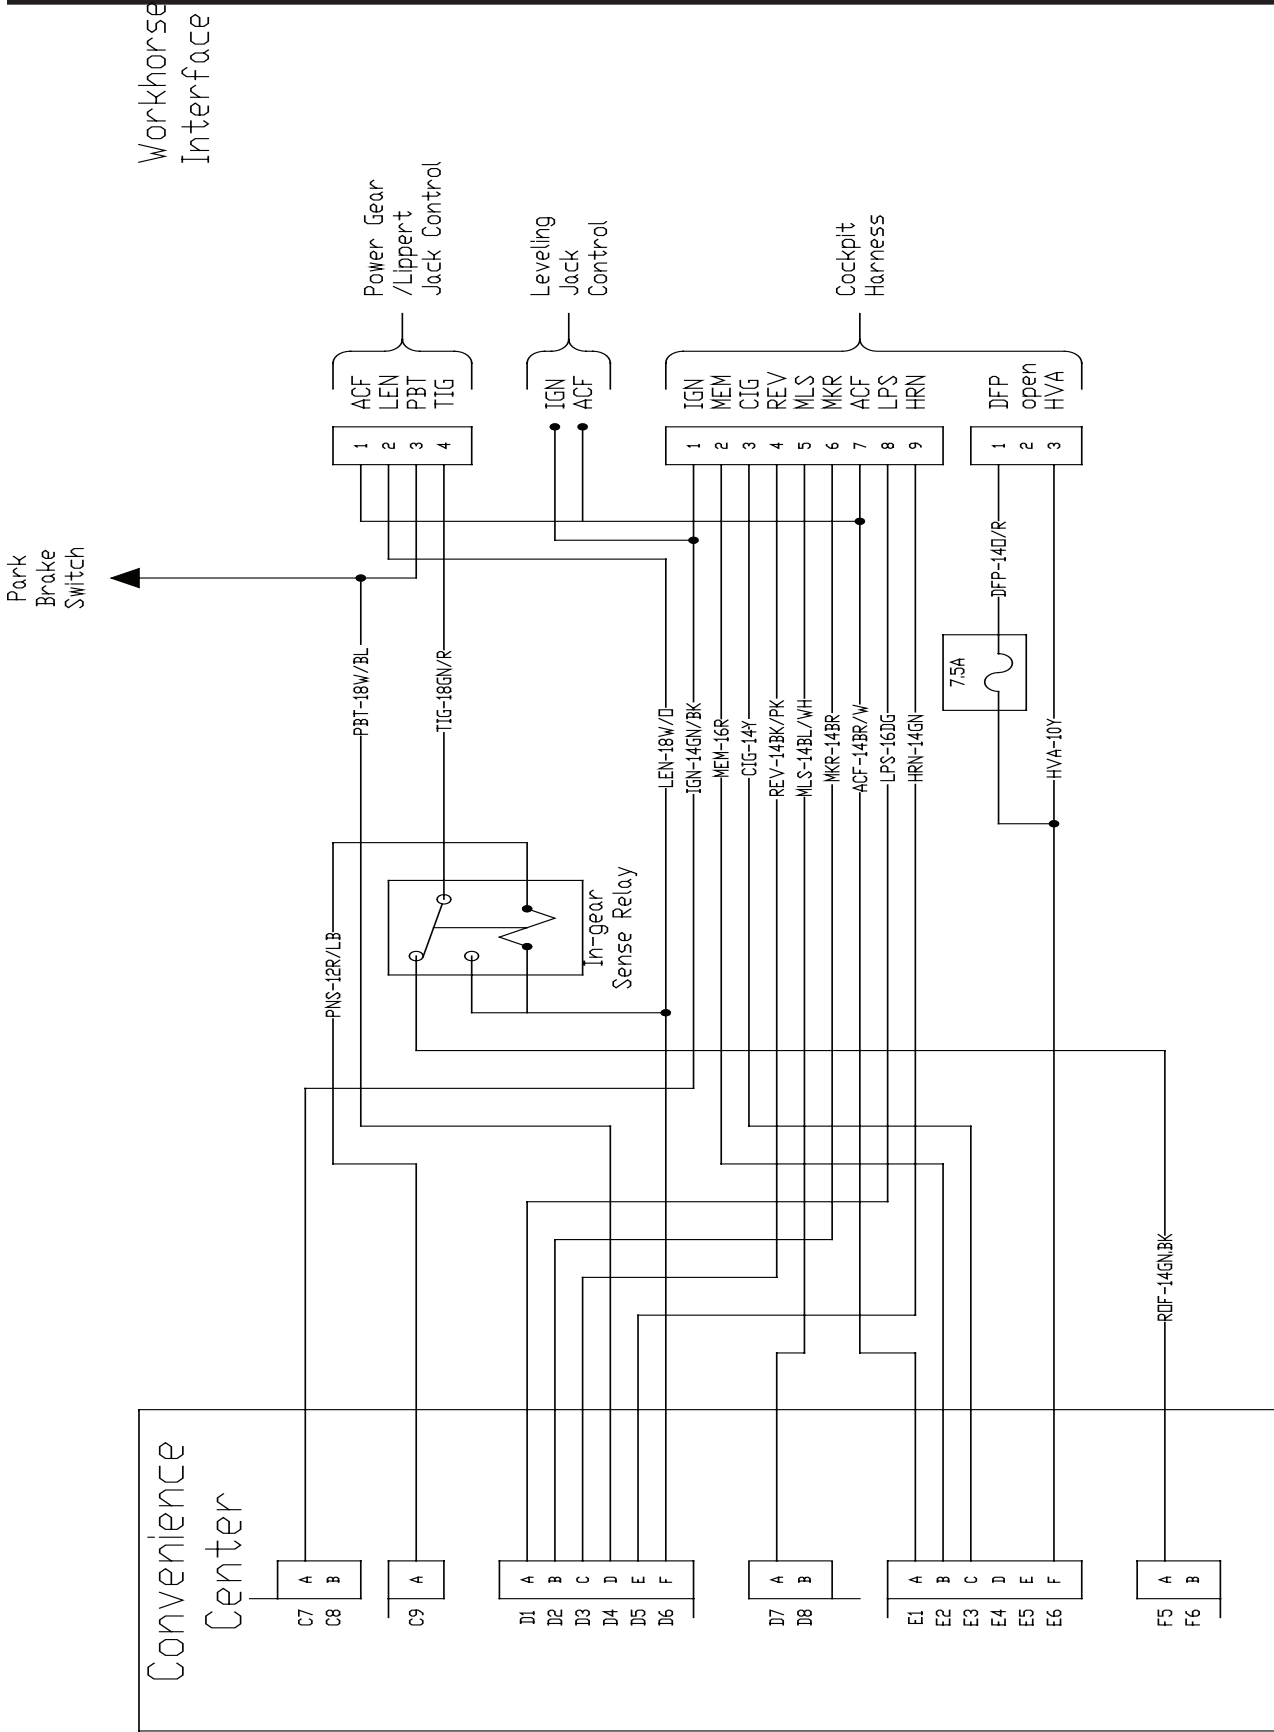 Workhorse
Interface
Park
Brake
Switch
Power Gear
/Lippert
Jack Control
Leveling
Jack
Control
Cockpit
Harness
ACF
LEN
PBT
TIG
IGN
ACF
IGN
MEM
CIG
REV
MLS
MKR
ACF
LPS
HRN
DFP
open
HVA
1
2
3
4
1
2
3
4
5
6
7
8
9
1
2
3
PBT-18W/BL
TIG-18GN/R
LEN-18W/O
IGN-14GN/BK
MEM-16R
CIG-14Y
REV-14BK/PK
MLS-14BL/WH
MKR-14BR
ACF-14BR/W
LPS-16DG
HRN-14GN
DFP-14O/R
7.5A
HVA-10Y
PNS-12R/LB
In-gear
Sense Relay
ROF-14GN.BK
Convenience
Center
A
B
A
A
B
C
D
E
F
A
B
A
B
C
D
E
F
A
B
C7
C8
C9
D1
D2
D3
D4
D5
D6
D7
D8
E1
E2
E3
E4
E5
E6
F5
F6